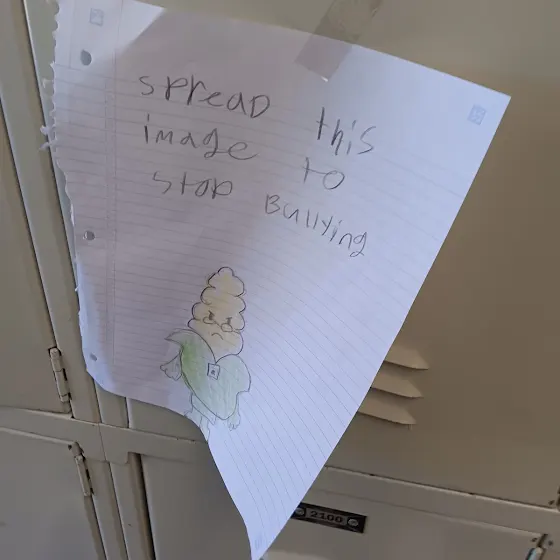 spread this
image to
stop Bullying
2100